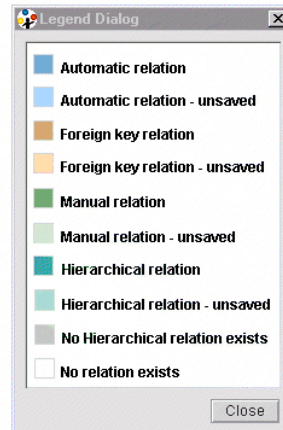 Legend Dialog
Automatic relation
Automatic relation - unsaved
Foreign key relation
Foreign key relation - unsaved
Manual relation
Manual relation - unsaved
Hierarchical relation
Hierarchical relation - unsaved
No Hierarchical relation exists
No relation exists
Close